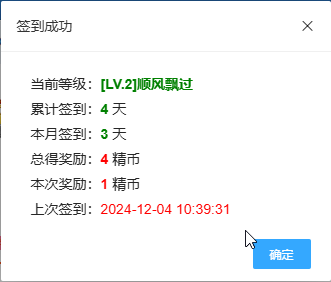 签到成功
当前等级：[LV.2]顺风飘过
累计签到：4 天
本月签到：3 天
总得奖励：4 精币
本次奖励：1 精币
上次签到：2024-12-04 10:39:31
确定